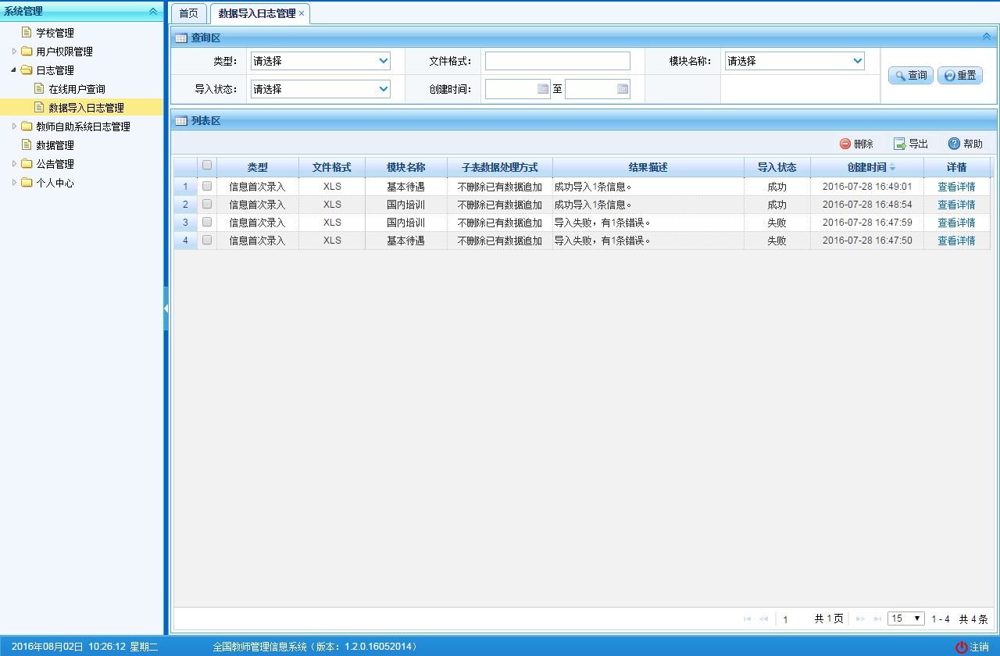 系统管理
学校管理
用户权限管理
日志管理
在线用户查询
数据导入日志管理
教师自助系统日志管理
数据管理
公告管理
个人中心
首页 数据导入日志管理 ×
查询区
类型: 请选择 文件格式: 模块名称: 请选择
导入状态: 请选择 创建时间: 至
查询 重置
列表区
删除 导出 帮助
类型 文件格式 模块名称 子表数据处理方式 结果描述 导入状态 创建时间 详情
1 信息首次录入 XLS 基本待遇 不删除已有数据追加 成功导入1条信息。 成功 2016-07-28 16:49:01 查看详情
2 信息首次录入 XLS 国内培训 不删除已有数据追加 成功导入1条信息。 成功 2016-07-28 16:48:54 查看详情
3 信息首次录入 XLS 国内培训 不删除已有数据追加 导入失败，有1条错误。 失败 2016-07-28 16:47:59 查看详情
4 信息首次录入 XLS 基本待遇 不删除已有数据追加 导入失败，有1条错误。 失败 2016-07-28 16:47:50 查看详情
1 共 1 页 15 1 - 4 共 4 条
2016年08月02日 10:26:12 星期二 全国教师管理信息系统（版本：1.2.0.16052014） 注销